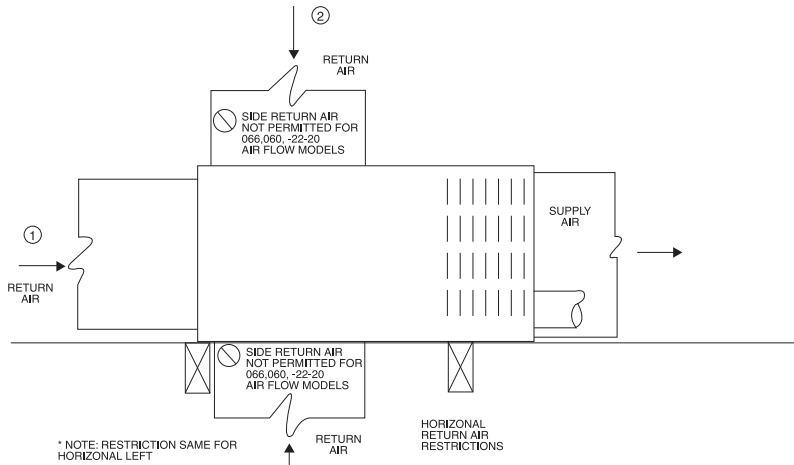 2
RETURN
AIR
SIDE RETURN AIR
NOT PERMITTED FOR
066,060, -22-20
AIR FLOW MODELS
1
RETURN
AIR
SUPPLY
AIR
SIDE RETURN AIR
NOT PERMITTED FOR
066,060, -22-20
AIR FLOW MODELS
* NOTE: RESTRICTION SAME FOR
HORIZONAL LEFT
RETURN
AIR
HORIZONAL
RETURN AIR
RESTRICTIONS